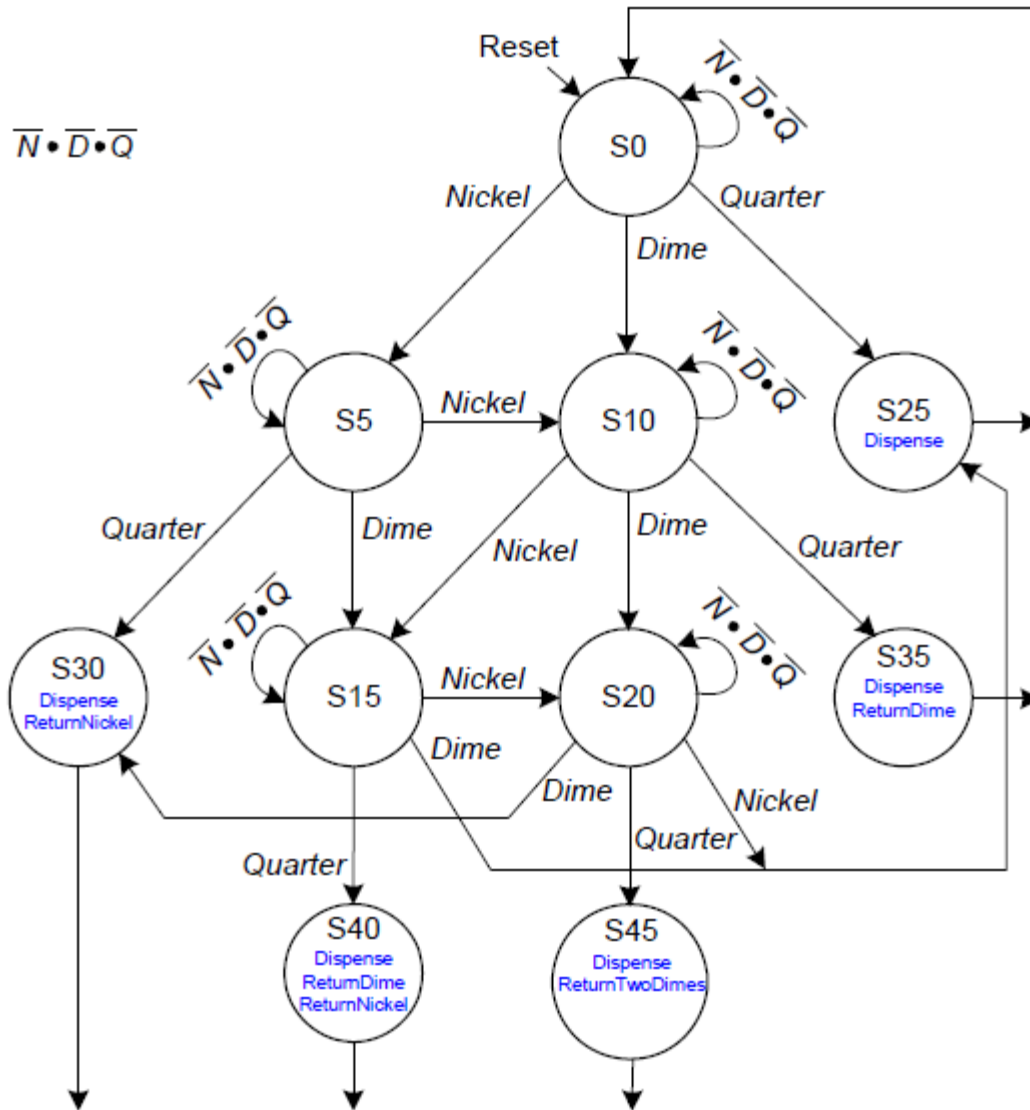 Reset
N̅ • D̅ • Q̅
N̅ • D̅ • Q̅
S0
Nickel
Quarter
Dime
N̅ • D̅ • Q̅
N̅ • D̅ • Q̅
S5
Nickel
S10
S25
Dispense
Quarter
Dime
Nickel
Dime
Quarter
N̅ • D̅ • Q̅
N̅ • D̅ • Q̅
S30
Dispense
ReturnNickel
S15
Nickel
S20
S35
Dispense
ReturnDime
Dime
Dime
Nickel
Quarter
Quarter
S40
Dispense
ReturnDime
ReturnNickel
S45
Dispense
ReturnTwoDimes